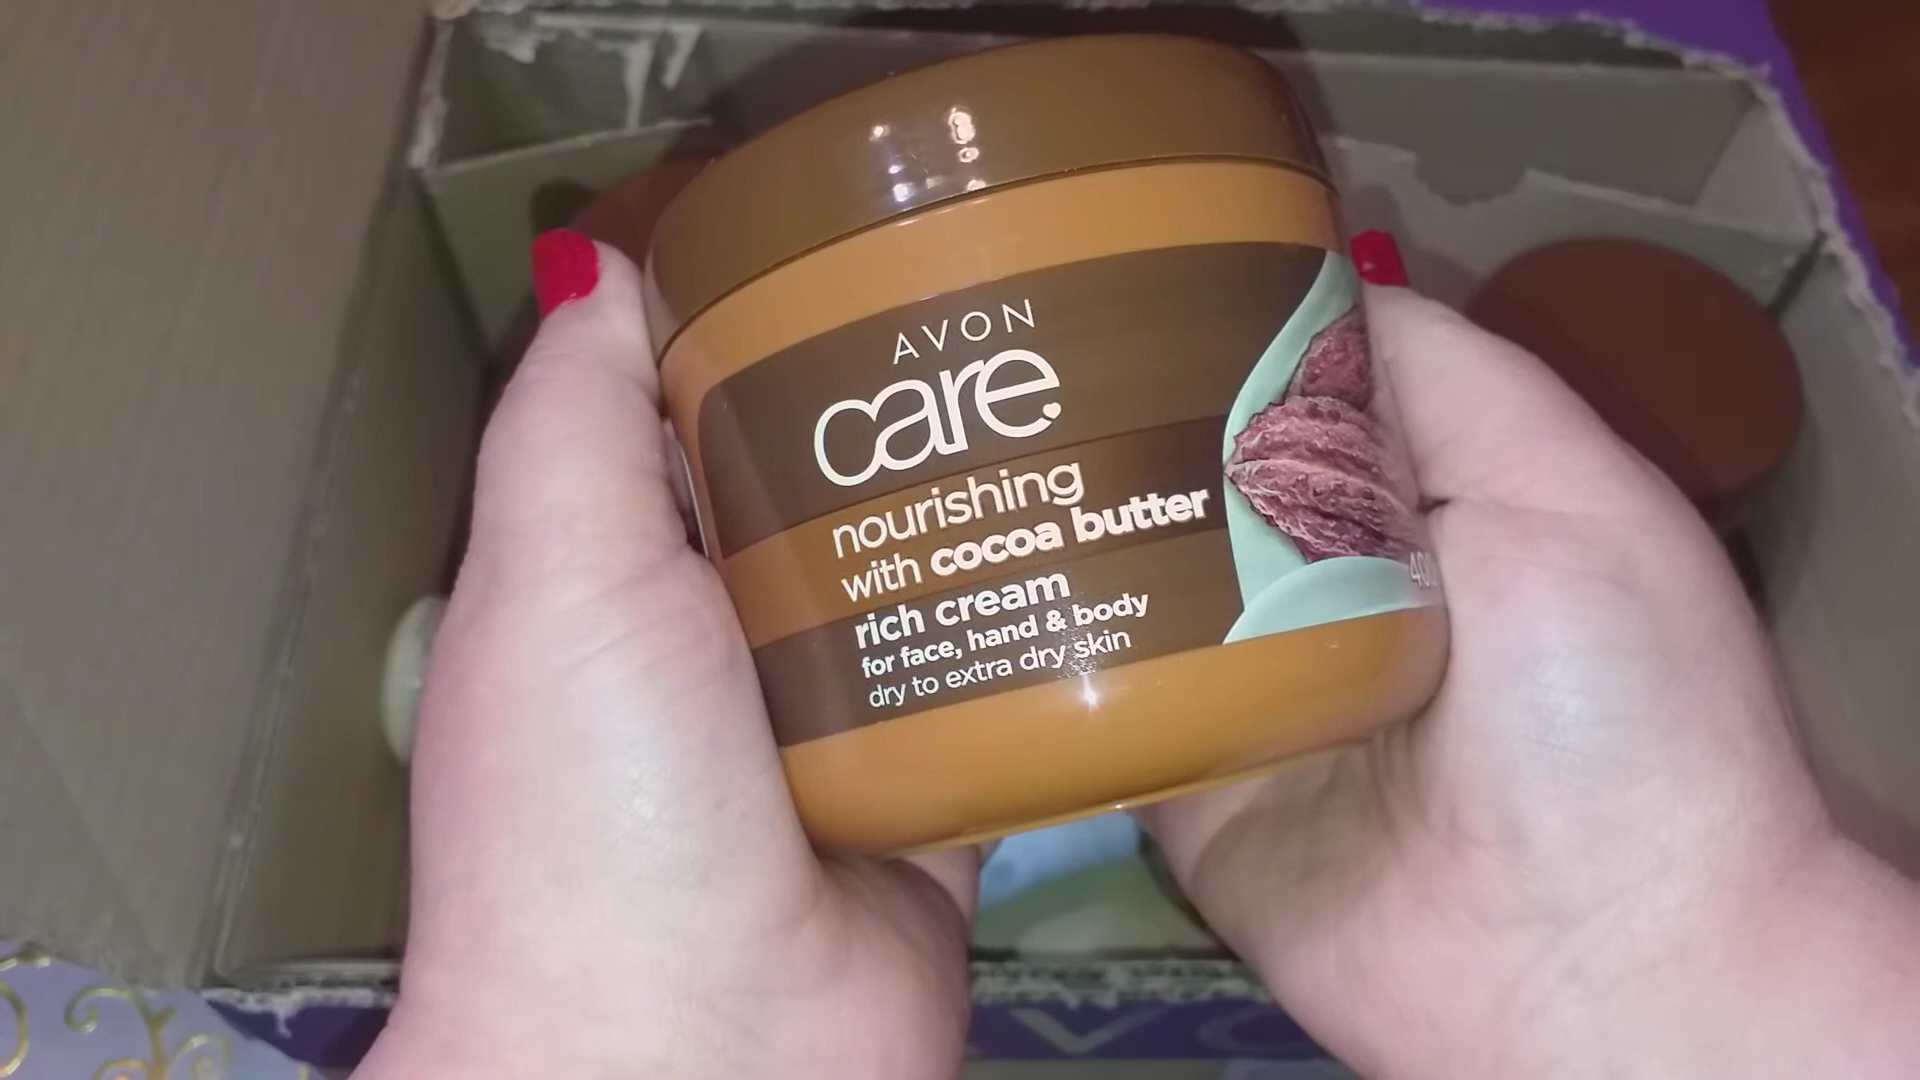 AVON
care
nourishing
with cocoa butter
rich cream
for face, hand & body
dry to extra dry skin